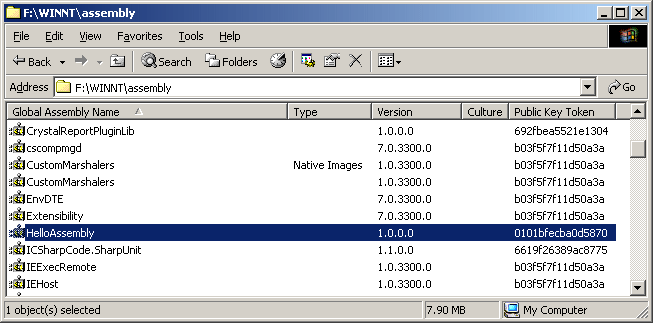 F:\WINNT\assembly
File Edit View Favorites Tools Help
Back Search Folders
Address F:\WINNT\assembly Go
Global Assembly Name Type Version Culture Public Key Token
CrystalReportPluginLib 1.0.0.0 692fbea5521e1304
cscompmgd 7.0.3300.0 b03f5f7f11d50a3a
CustomMarshalers Native Images 1.0.3300.0 b03f5f7f11d50a3a
CustomMarshalers 1.0.3300.0 b03f5f7f11d50a3a
EnvDTE 7.0.3300.0 b03f5f7f11d50a3a
Extensibility 7.0.3300.0 b03f5f7f11d50a3a
HelloAssembly 1.0.0.0 0101bfecba0d5870
ICSharpCode.SharpUnit 1.1.0.0 6619f26389ac8775
IEExecRemote 1.0.3300.0 b03f5f7f11d50a3a
IEHost 1.0.3300.0 b03f5f7f11d50a3a
1 object(s) selected 7.90 MB My Computer